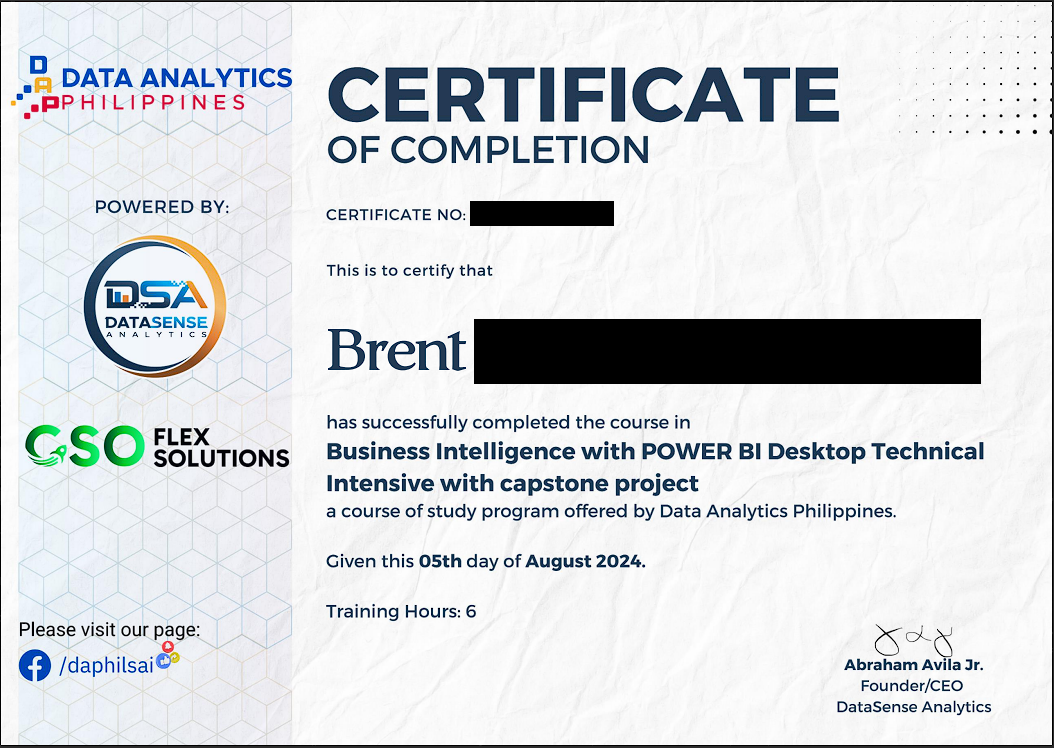 DAP
DATA ANALYTICS
PHILIPPINES
POWERED BY:
DSA
DATASENSE
ANALYTICS
GSO FLEX
SOLUTIONS
Please visit our page:
/daphilsai
CERTIFICATE
OF COMPLETION
CERTIFICATE NO:
This is to certify that
Brent
has successfully completed the course in
Business Intelligence with POWER BI Desktop Technical
Intensive with capstone project
a course of study program offered by Data Analytics Philippines.
Given this 05th day of August 2024.
Training Hours: 6
Abraham Avila Jr.
Founder/CEO
DataSense Analytics